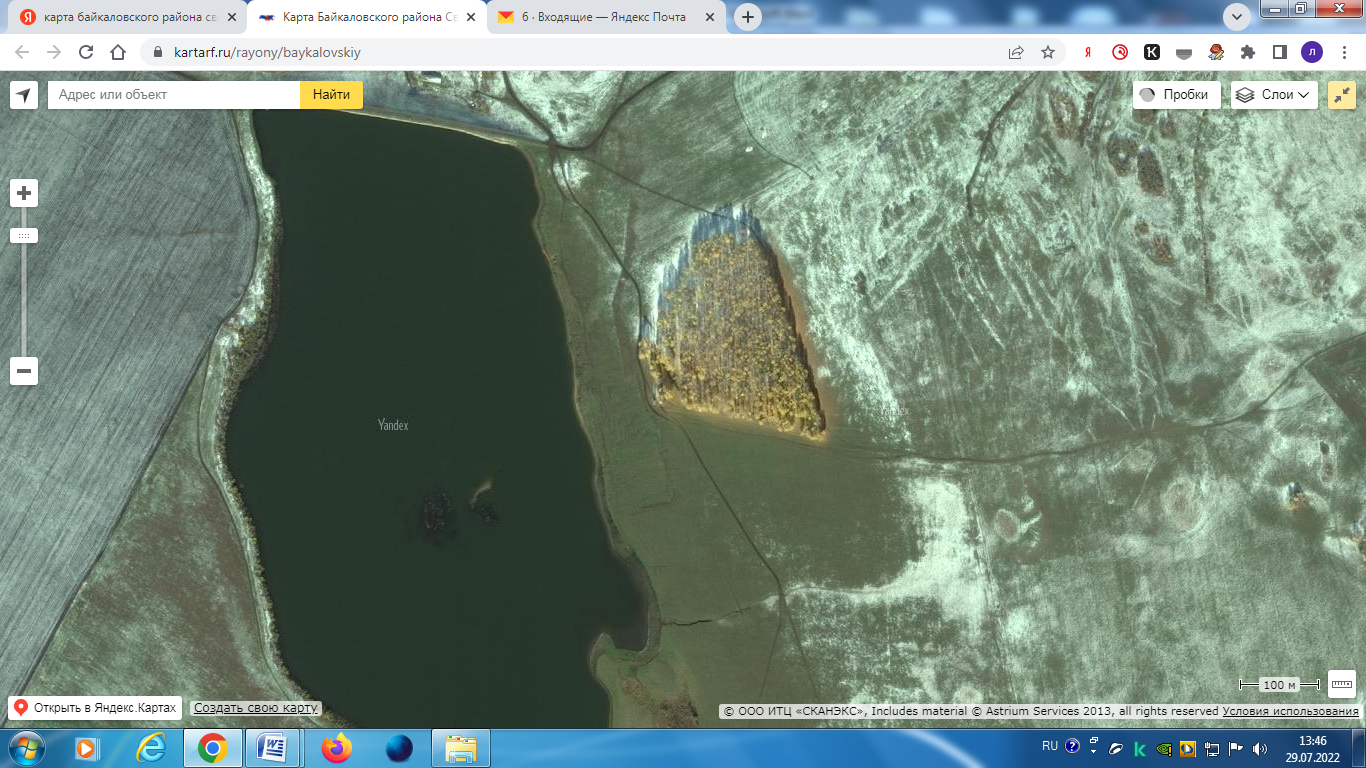 карта байкаловского района св
Карта Байкаловского района Св
6 · Входящие — Яндекс Почта
kartarf.ru/rayony/baykalovskiy
Адрес или объект
Найти
Пробки
Слои
Yandex
Yandex
100 м
Открыть в Яндекс.Картах
Создать свою карту
© ООО ИТЦ «СКАНЭКС», Includes material © Astrium Services 2013, all rights reserved Условия использования
RU
13:46
29.07.2022